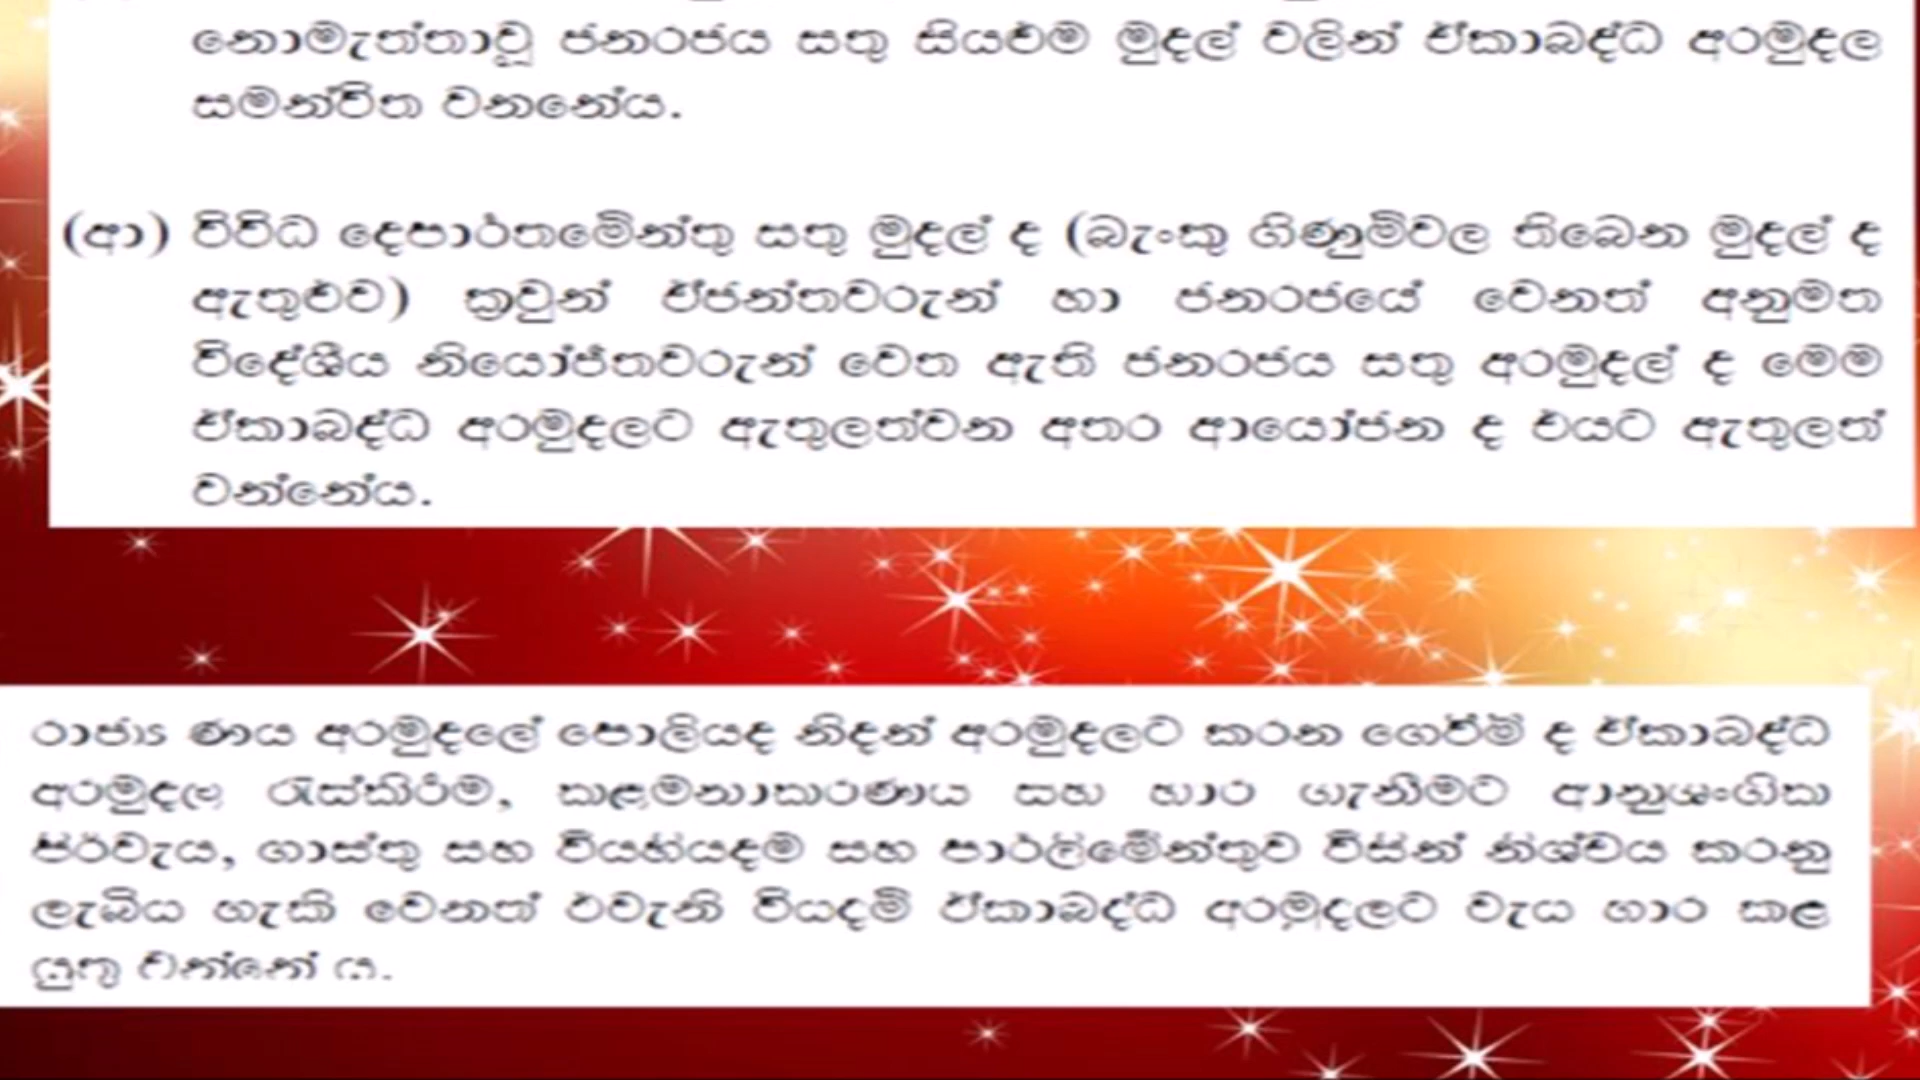 නොමැත්තාවූ ජනරජය සතු සියළුම මුදල් වලින් ඒකාබද්ධ අරමුදල
සමන්විත වනනේය.
(ආ) විවිධ දෙපාර්තමේන්තු සතු මුදල් ද (බැංකු ගිණුම්වල තිබෙන මුදල් ද
ඇතුළුව) ක්‍රවුන් ඒජන්තවරුන් හා ජනරජයේ වෙනත් අනුමත
විදේශීය නියෝජිතවරුන් වෙත ඇති ජනරජය සතු අරමුදල් ද මෙම
ඒකාබද්ධ අරමුදලට ඇතුලත්වන අතර ආයෝජන ද එයට ඇතුලත්
වන්නේය.
රාජ්‍ය ණය අරමුදලේ පොලියද නිදන් අරමුදලට කරන ගෙවීම් ද ඒකාබද්ධ
අරමුදල රැස්කිරීම, කළමනාකරණය සහ භාර ගැනීමට ආනුශංගික
පිරිවැය, ගාස්තු සහ වියහියදම සහ පාර්ලිමේන්තුව විසින් නිශ්චය කරනු
ලැබිය හැකි වෙනත් එවැනි වියදම් ඒකාබද්ධ අරමුදලට වැය භාර කළ
යුතු වන්නේ ය.